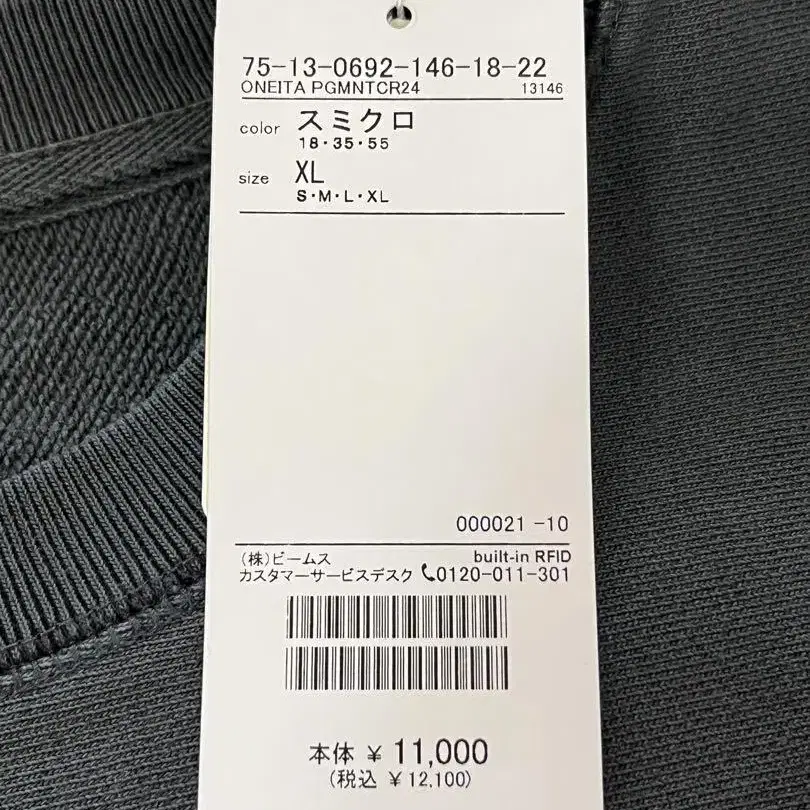 75-13-0692-146-18-22
ONEITA PGMNTCR24 13146
color スミクロ
18・35・55
size XL
S・M・L・XL
000021 -10
(株)ビームス built-in RFID
カスタマーサービスデスク 0120-011-301
本体 ¥ 11,000
(税込 ¥ 12,100)